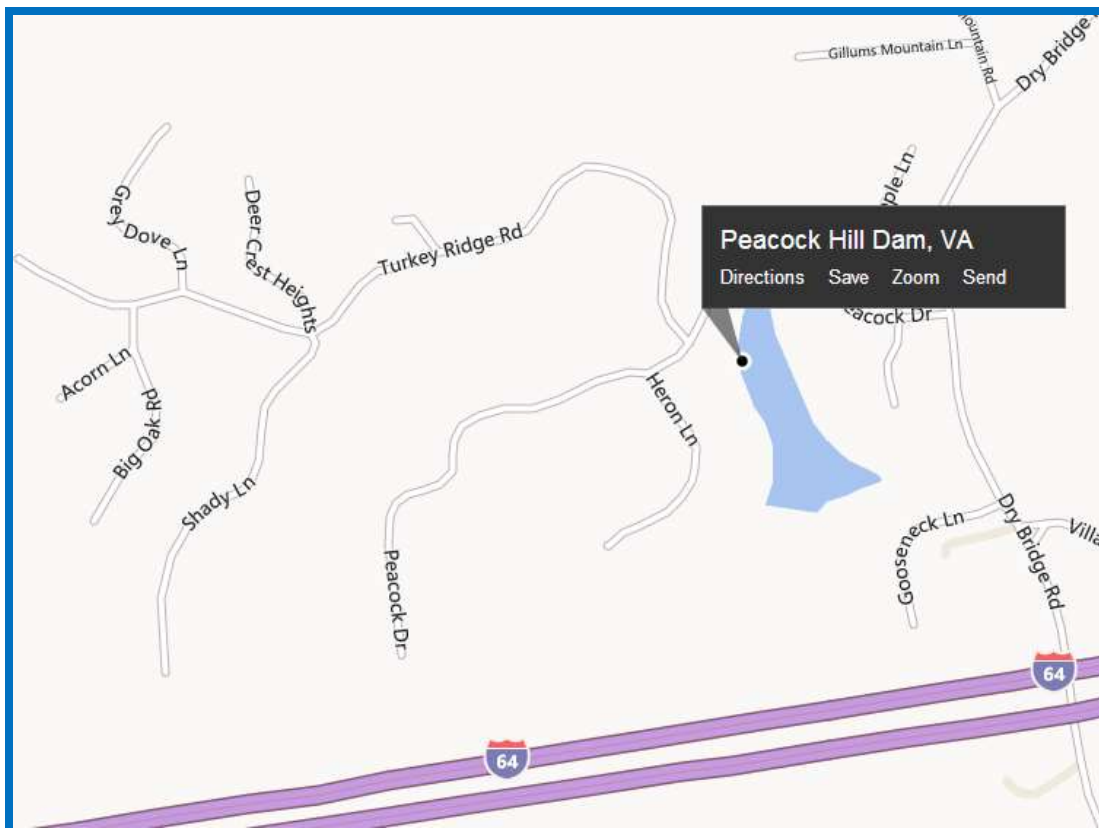 Gillums Mountain Ln
Dry Bridge
Grey Dove Ln
Deer Crest Heights
Turkey Ridge Rd
Peacock Hill Dam, VA
Directions Save Zoom Send
Acorn Ln
Big Oak Rd
Shady Ln
Heron Ln
Peacock Dr
Dr
Gooseneck Ln
Dry Bridge Rd
64
64
Rd
Ln